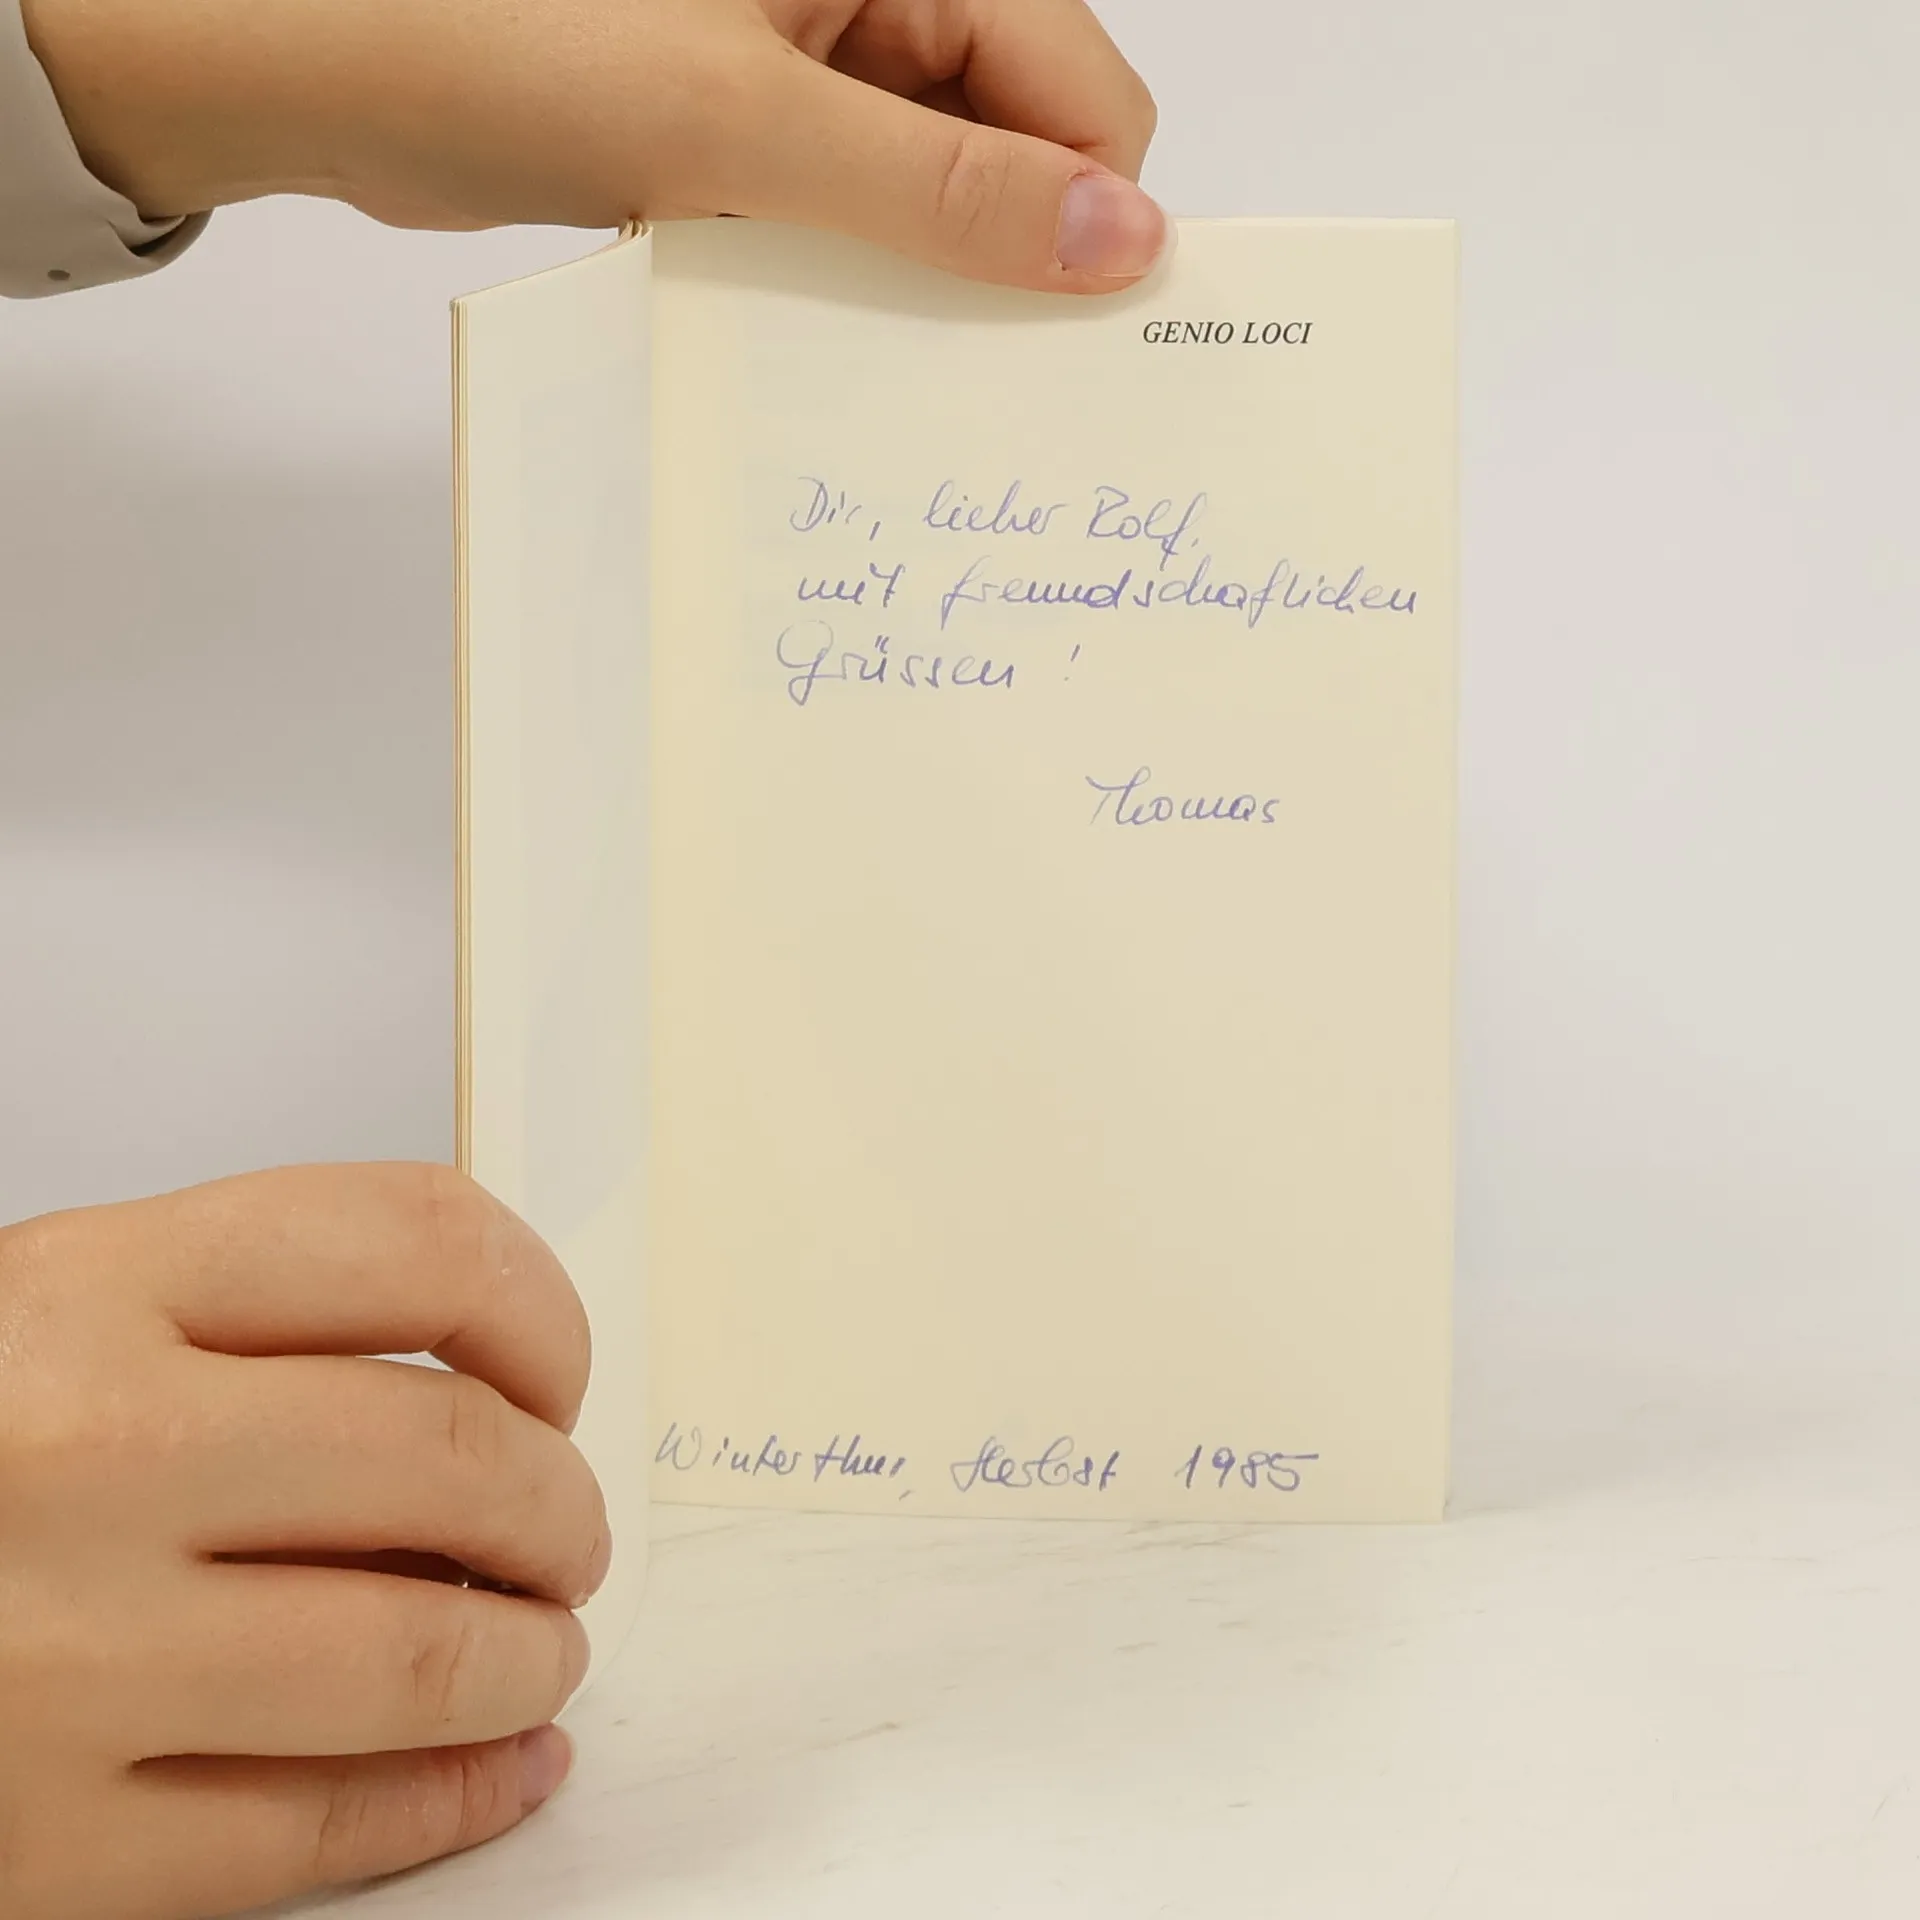 GENIO LOCI
Dir, lieber Rolf,
mit freundschaftlichen
Grüssen !
Thomas
Winterthur, Herbst 1985